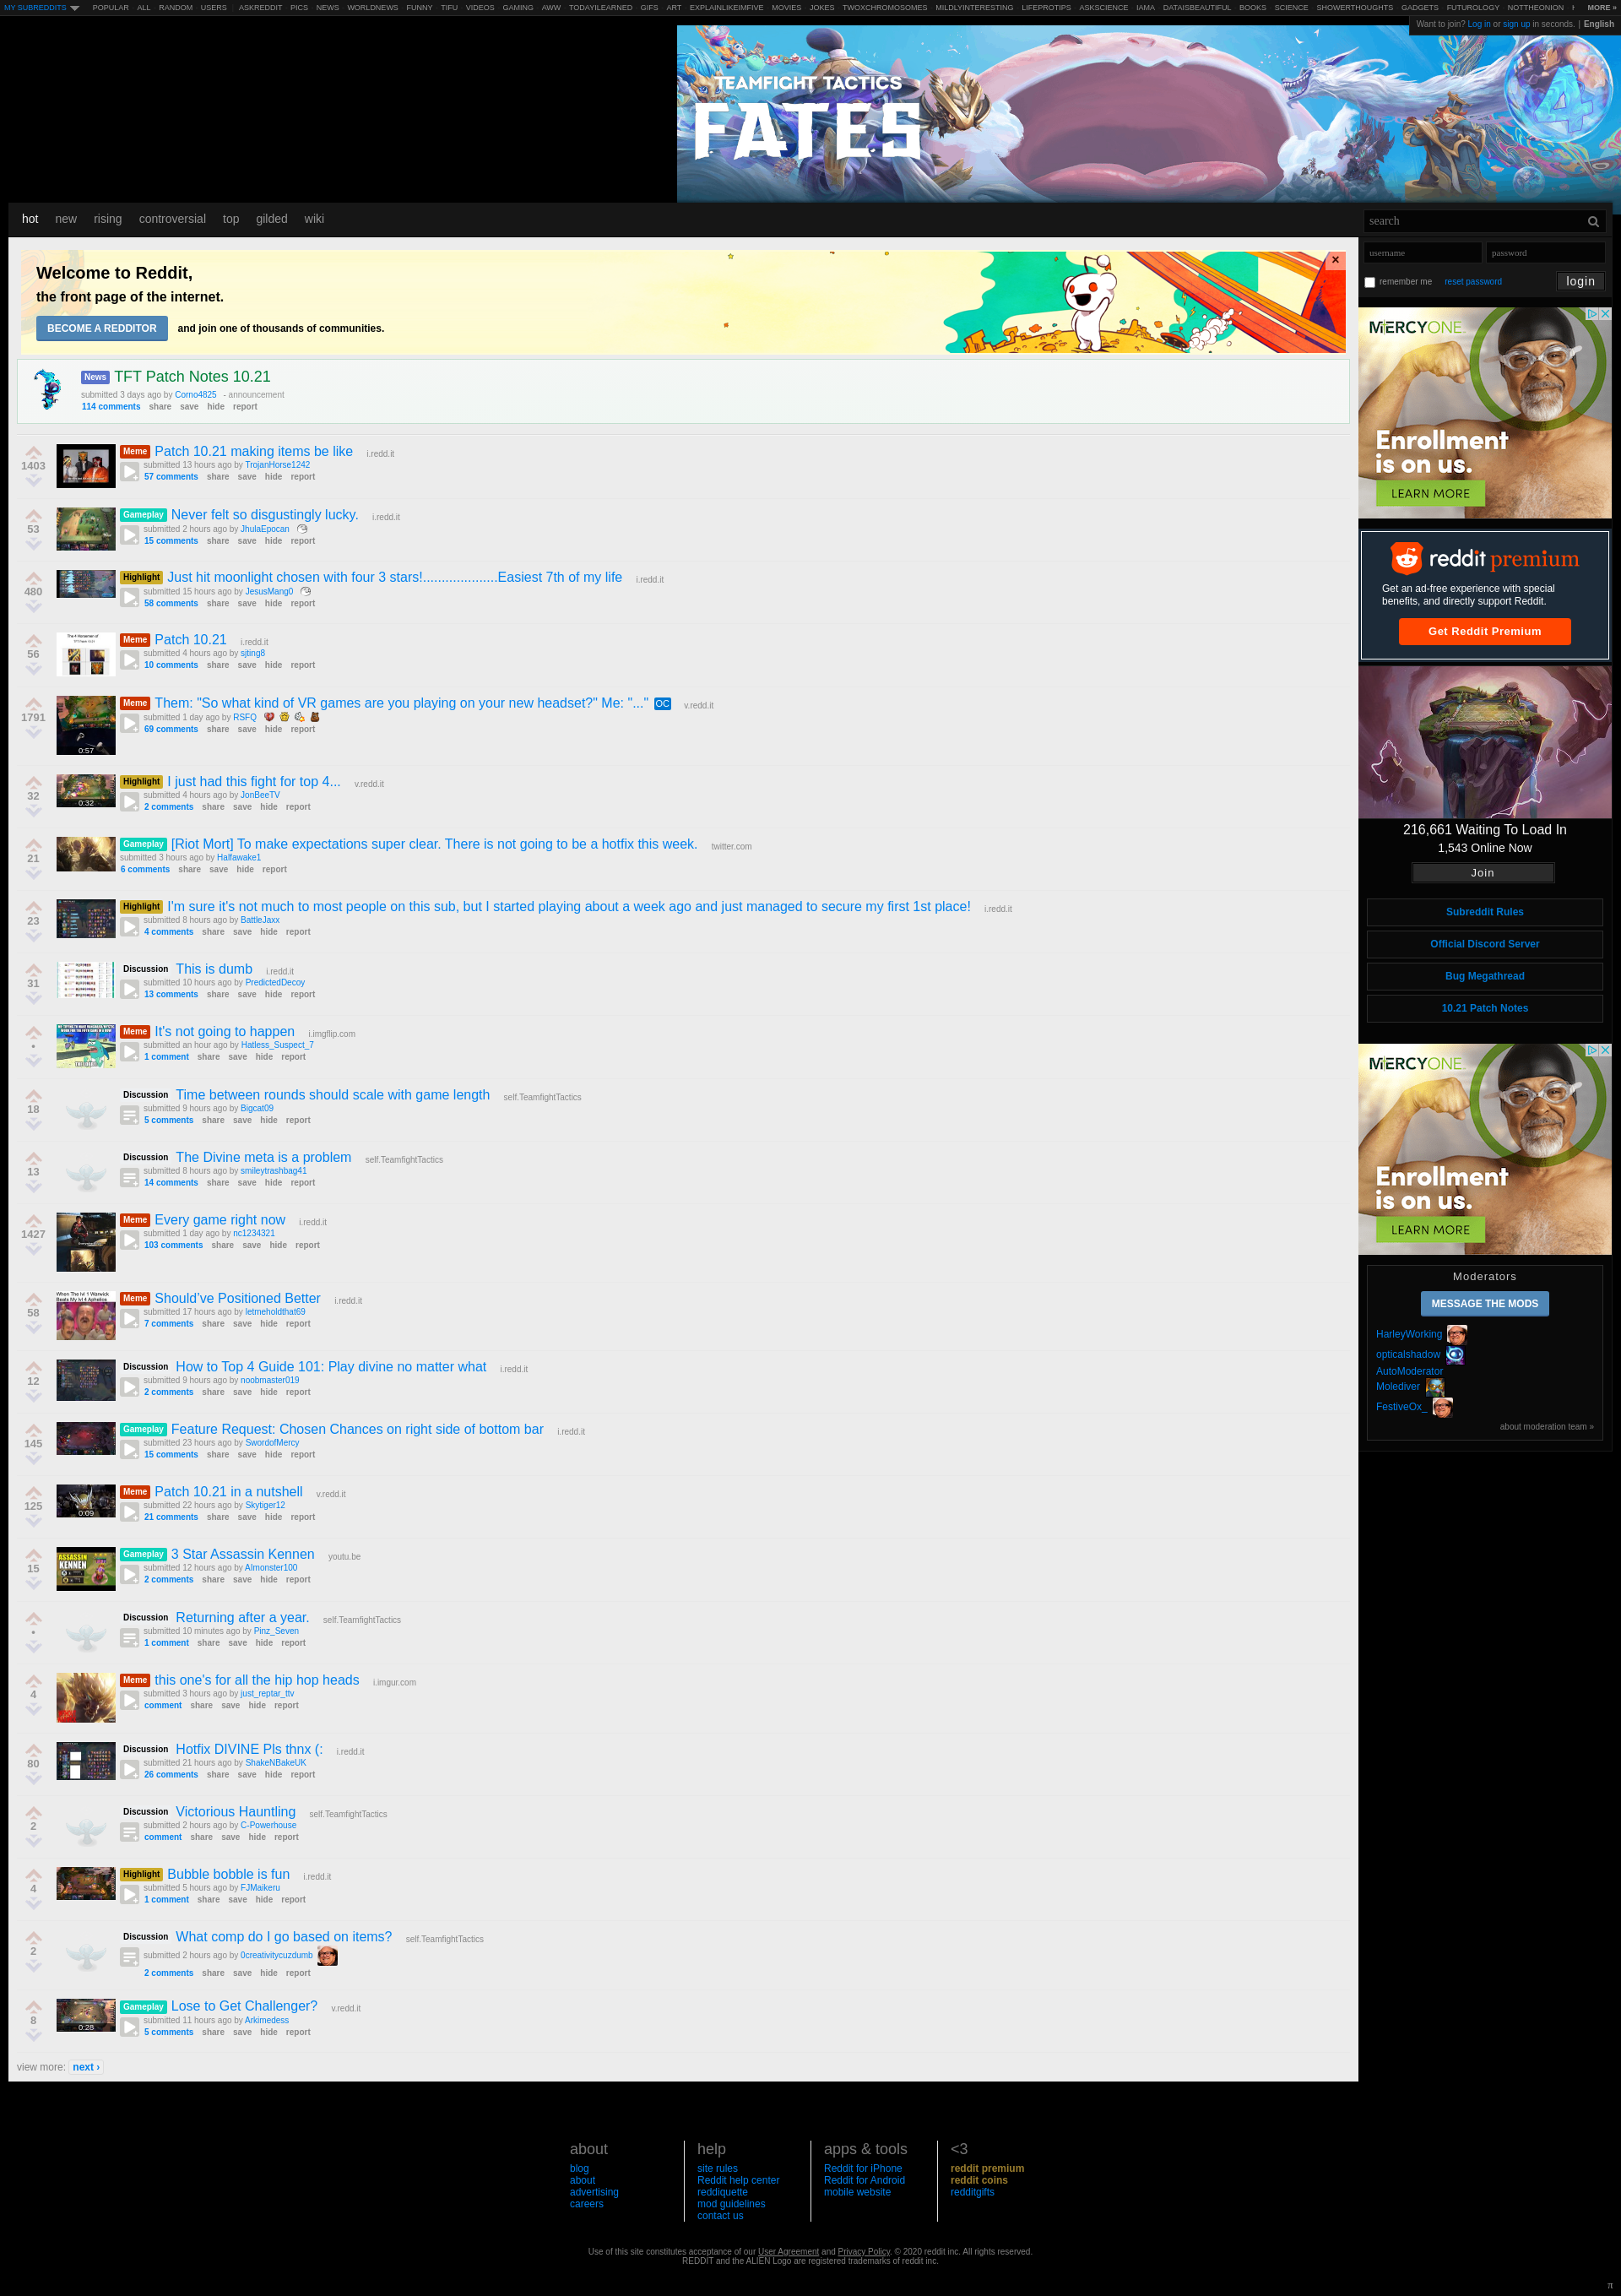 MY SUBREDDITS POPULAR ALL RANDOM USERS ASKREDDIT PICS NEWS WORLDNEWS FUNNY TIFU VIDEOS GAMING AWW TODAYILEARNED GIFS ART EXPLAINLIKEIMFIVE MOVIES JOKES TWOXCHROMOSOMES MILDLYINTERESTING LIFEPROTIPS ASKSCIENCE IAMA DATAISBEAUTIFUL BOOKS SCIENCE SHOWERTHOUGHTS GADGETS FUTUROLOGY NOTTHEONION MORE »
Want to join? Log in or sign up in seconds. | English
TEAMFIGHT TACTICS
FATES
hot new rising controversial top gilded wiki
search
Welcome to Reddit,
the front page of the internet.
BECOME A REDDITOR and join one of thousands of communities.
×
username password
remember me reset password login
News TFT Patch Notes 10.21
submitted 3 days ago by Corno4825 - announcement
114 comments share save hide report
1403
Meme Patch 10.21 making items be like i.redd.it
submitted 13 hours ago by TrojanHorse1242
57 comments share save hide report
53
Gameplay Never felt so disgustingly lucky. i.redd.it
submitted 2 hours ago by JhulaEpocan
15 comments share save hide report
480
Highlight Just hit moonlight chosen with four 3 stars!....................Easiest 7th of my life i.redd.it
submitted 15 hours ago by JesusMang0
58 comments share save hide report
56
Meme Patch 10.21 i.redd.it
submitted 4 hours ago by sjting8
10 comments share save hide report
1791
0:57
Meme Them: "So what kind of VR games are you playing on your new headset?" Me: "..." OC v.redd.it
submitted 1 day ago by RSFQ
69 comments share save hide report
32
0:32
Highlight I just had this fight for top 4... v.redd.it
submitted 4 hours ago by JonBeeTV
2 comments share save hide report
21
Gameplay [Riot Mort] To make expectations super clear. There is not going to be a hotfix this week. twitter.com
submitted 3 hours ago by Halfawake1
6 comments share save hide report
23
Highlight I'm sure it's not much to most people on this sub, but I started playing about a week ago and just managed to secure my first 1st place! i.redd.it
submitted 8 hours ago by BattleJaxx
4 comments share save hide report
31
Discussion This is dumb i.redd.it
submitted 10 hours ago by PredictedDecoy
13 comments share save hide report
•
Meme It's not going to happen i.imgflip.com
submitted an hour ago by Hatless_Suspect_7
1 comment share save hide report
18
Discussion Time between rounds should scale with game length self.TeamfightTactics
submitted 9 hours ago by Bigcat09
5 comments share save hide report
13
Discussion The Divine meta is a problem self.TeamfightTactics
submitted 8 hours ago by smileytrashbag41
14 comments share save hide report
1427
Meme Every game right now i.redd.it
submitted 1 day ago by nc1234321
103 comments share save hide report
58
When The lvl 1 Warwick
Beats My lvl 4 Aphelios
Meme Should've Positioned Better i.redd.it
submitted 17 hours ago by letmeholdthat69
7 comments share save hide report
12
Discussion How to Top 4 Guide 101: Play divine no matter what i.redd.it
submitted 9 hours ago by noobmaster019
2 comments share save hide report
145
Gameplay Feature Request: Chosen Chances on right side of bottom bar i.redd.it
submitted 23 hours ago by SwordofMercy
15 comments share save hide report
125
0:09
Meme Patch 10.21 in a nutshell v.redd.it
submitted 22 hours ago by Skytiger12
21 comments share save hide report
15
ASSASSIN
KENNEN
Gameplay 3 Star Assassin Kennen youtu.be
submitted 12 hours ago by AImonster100
2 comments share save hide report
•
Discussion Returning after a year. self.TeamfightTactics
submitted 10 minutes ago by Pinz_Seven
1 comment share save hide report
4
Meme this one's for all the hip hop heads i.imgur.com
submitted 3 hours ago by just_reptar_ttv
comment share save hide report
80
Discussion Hotfix DIVINE Pls thnx (: i.redd.it
submitted 21 hours ago by ShakeNBakeUK
26 comments share save hide report
2
Discussion Victorious Hauntling self.TeamfightTactics
submitted 2 hours ago by C-Powerhouse
comment share save hide report
4
Highlight Bubble bobble is fun i.redd.it
submitted 5 hours ago by FJMaikeru
1 comment share save hide report
2
Discussion What comp do I go based on items? self.TeamfightTactics
submitted 2 hours ago by 0creativitycuzdumb
2 comments share save hide report
8
0:28
Gameplay Lose to Get Challenger? v.redd.it
submitted 11 hours ago by Arkimedess
5 comments share save hide report
view more: next ›
MERCYONE
Enrollment
is on us.
LEARN MORE
reddit premium
Get an ad-free experience with special
benefits, and directly support Reddit.
Get Reddit Premium
216,661 Waiting To Load In
1,543 Online Now
Join
Subreddit Rules
Official Discord Server
Bug Megathread
10.21 Patch Notes
MERCYONE
Enrollment
is on us.
LEARN MORE
Moderators
MESSAGE THE MODS
HarleyWorking
opticalshadow
AutoModerator
Molediver
FestiveOx_
about moderation team »
about
blog
about
advertising
careers
help
site rules
Reddit help center
reddiquette
mod guidelines
contact us
apps & tools
Reddit for iPhone
Reddit for Android
mobile website
<3
reddit premium
reddit coins
redditgifts
Use of this site constitutes acceptance of our User Agreement and Privacy Policy. © 2020 reddit inc. All rights reserved.
REDDIT and the ALIEN Logo are registered trademarks of reddit inc.
π